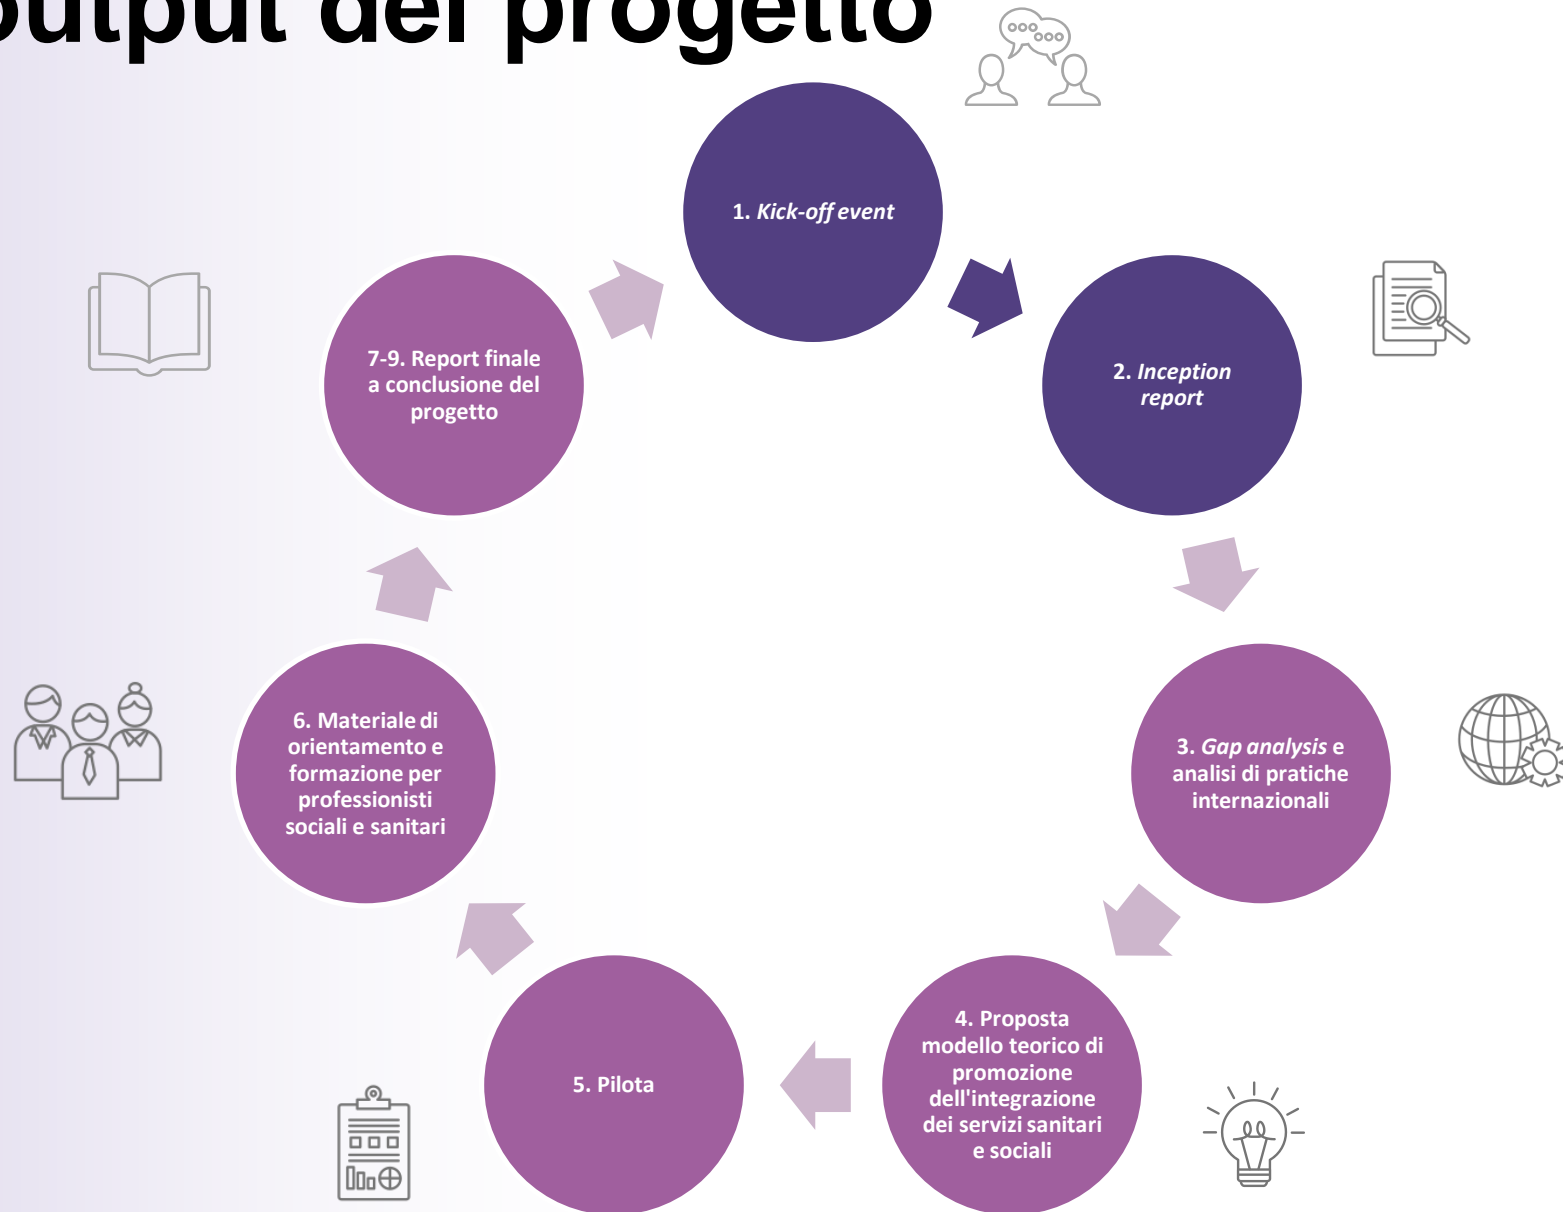 output del progetto
1. Kick-off event
2. Inception
report
3. Gap analysis e
analisi di pratiche
internazionali
4. Proposta
modello teorico di
promozione
dell'integrazione
dei servizi sanitari
e sociali
5. Pilota
6. Materiale di
orientamento e
formazione per
professionisti
sociali e sanitari
7-9. Report finale
a conclusione del
progetto